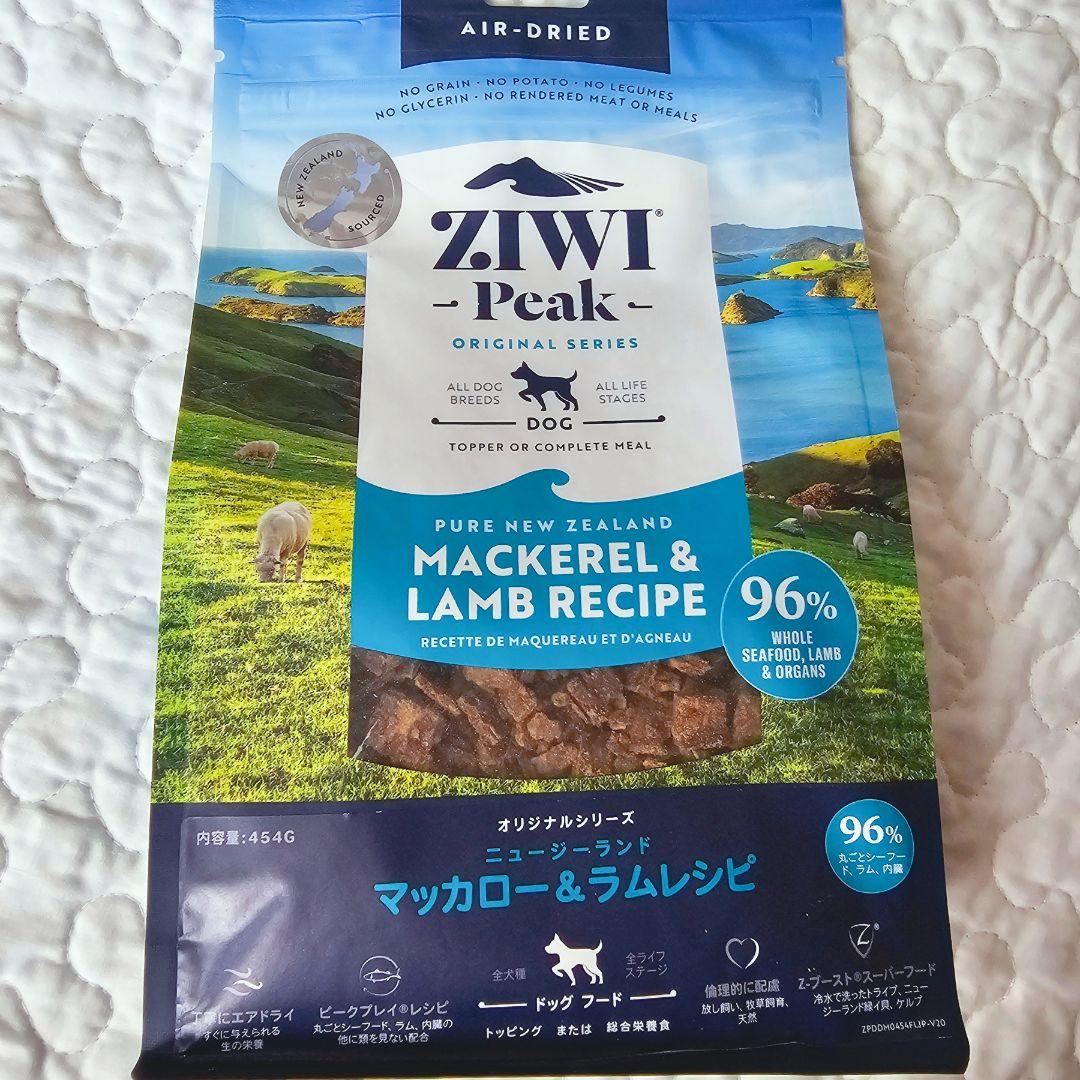 AIR-DRIED
NO GRAIN · NO POTATO · NO LEGUMES
NO GLYCERIN · NO RENDERED MEAT OR MEALS
NEW ZEALAND
SOURCED
ZIWI®
Peak
ORIGINAL SERIES
ALL DOG
BREEDS
ALL LIFE
STAGES
DOG
TOPPER OR COMPLETE MEAL
PURE NEW ZEALAND
MACKEREL &
LAMB RECIPE
RECETTE DE MAQUEREAU ET D'AGNEAU
96%
WHOLE
SEAFOOD, LAMB
& ORGANS
内容量:454G
オリジナルシリーズ
ニュージーランド
マッカロー&ラムレシピ
96%
丸ごとシーフー
ド、ラム、内臓
丁寧にエアドライ
すぐに与えられる
生の栄養
ピークプレイ®レシピ
丸ごとシーフード、ラム、内臓の
他に類を見ない配合
全犬種
全ライフ
ステージ
ドッグ フード
トッピング または 総合栄養食
倫理的に配慮
放し飼い、牧草飼育、
天然
Z®
Z-ブースト®スーパーフード
冷水で洗ったトライプ、ニュー
ジーランド緑イ貝、ケルプ
ZPDDM0454FLJP-V20